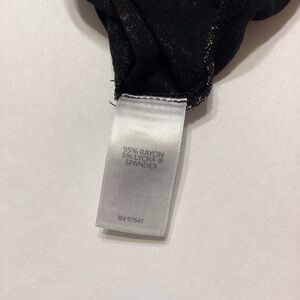 95% RAYON
5% LYCRA ®
SPANDEX
RN 97641